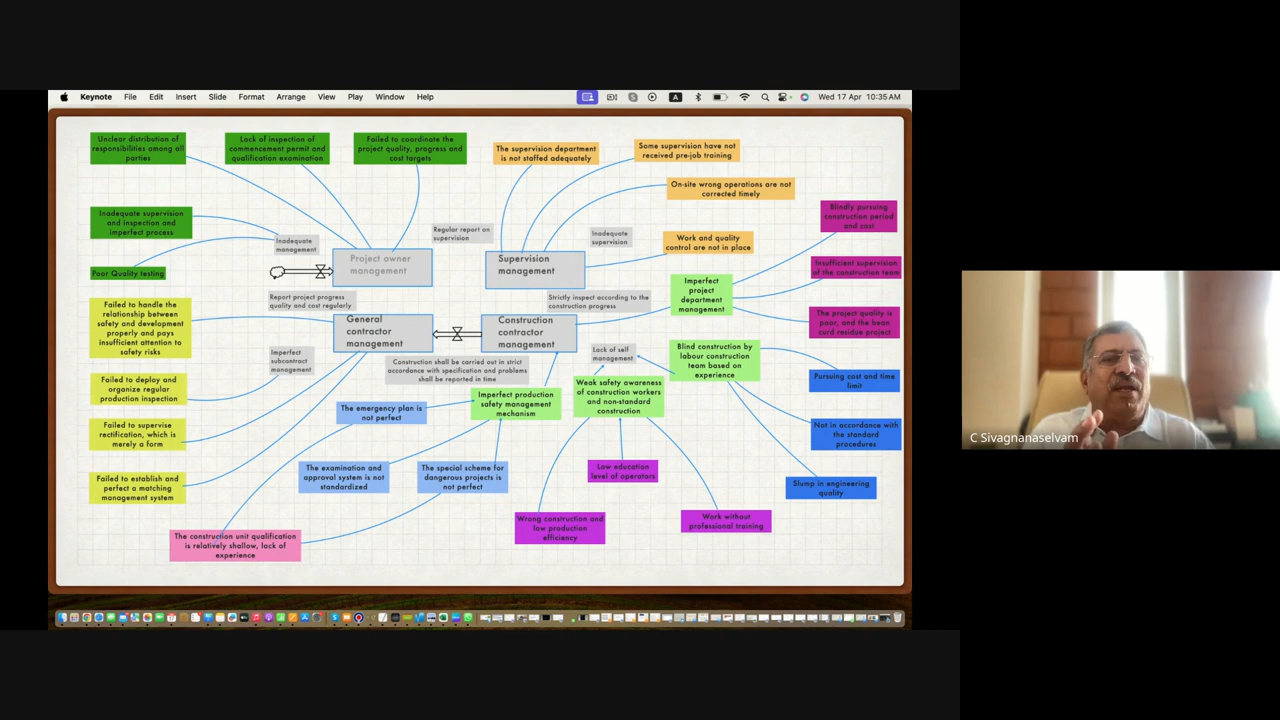 Keynote File Edit Insert Slide Format Arrange View Play Window Help
A
Wed 17 Apr 10:35 AM
Unclear distribution of
responsibilities among all
parties
Lack of inspection of
commencement permit and
qualification examination
Failed to coordinate the
project quality, progress and
cost targets
The supervision department
is not staffed adequately
Some supervision have not
received pre-job training
On-site wrong operations are not
corrected timely
Blindly pursuing
construction period
and cost
Inadequate supervision
and inspection and
imperfect process
Inadequate
management
Regular report on
supervision
Inadequate
supervision
Work and quality
control are not in place
Poor Quality testing
Project owner
management
Supervision
management
Insufficient supervision
of the construction team
Imperfect
project
department
management
Report project progress
quality and cost regularly
Strictly inspect according to the
construction progress
Failed to handle the
relationship between
safety and development
properly and pays
insufficient attention to
safety risks
General
contractor
management
Construction
contractor
management
The project quality is
poor, and the bean
curd residue project
Imperfect
subcontract
management
Construction shall be carried out in strict
accordance with specification and problems
shall be reported in time
Lack of self
management
Blind construction by
labour construction
team based on
experience
Pursuing cost and time
limit
Failed to deploy and
organize regular
production inspection
The emergency plan is
not perfect
Imperfect production
safety management
mechanism
Weak safety awareness
of construction workers
and non-standard
construction
Failed to supervise
rectification, which is
merely a form
Not in accordance with
the standard
procedures
Failed to establish and
perfect a matching
management system
The examination and
approval system is not
standardized
The special scheme for
dangerous projects is
not perfect
Low education
level of operators
Slump in engineering
quality
Wrong construction and
low production
efficiency
Work without
professional training
The construction unit qualification
is relatively shallow, lack of
experience
C Sivagnanaselvam